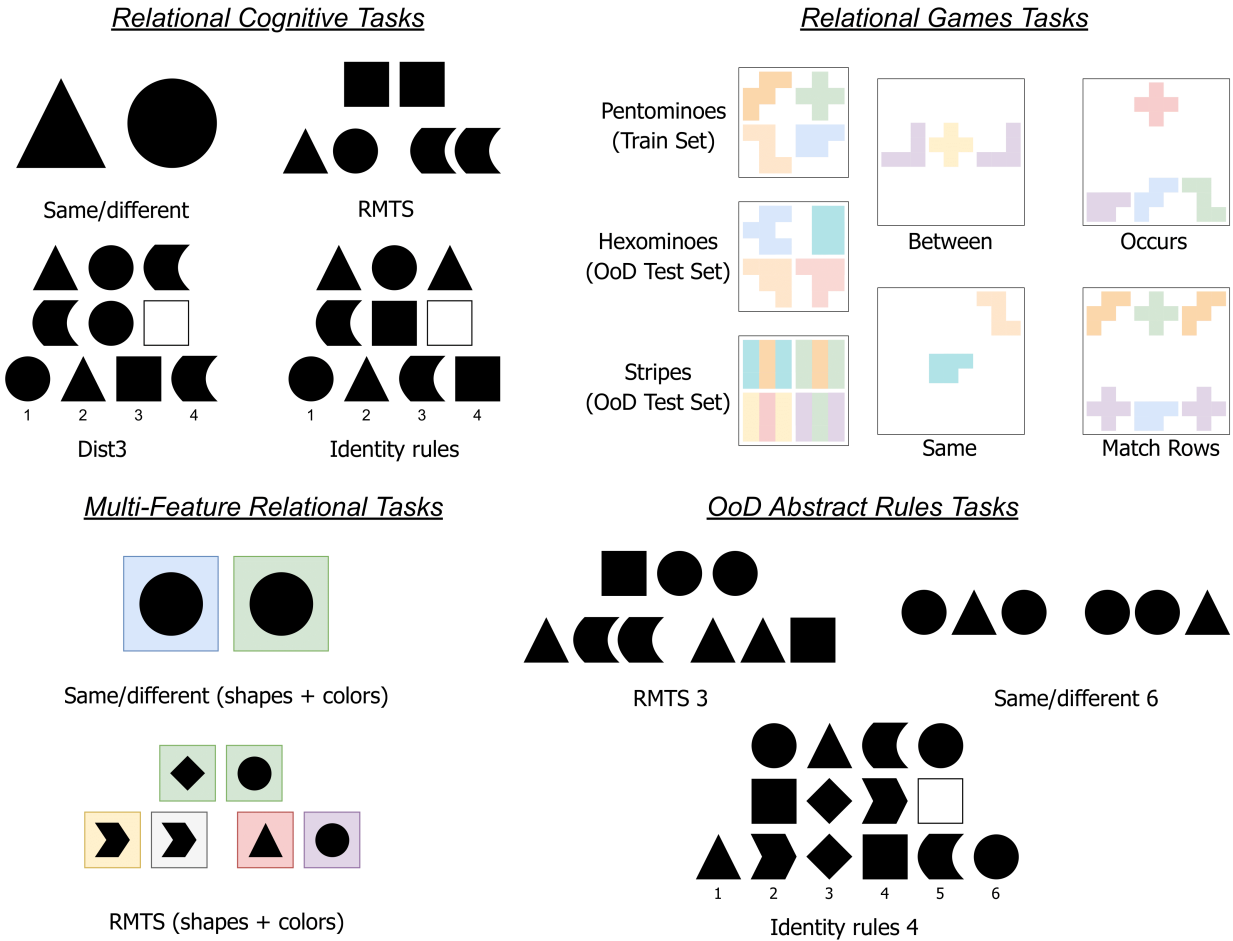 Relational Cognitive Tasks
Same/different
RMTS
1 2 3 4
Dist3
1 2 3 4
Identity rules
Relational Games Tasks
Pentominoes
(Train Set)
Hexominoes
(OoD Test Set)
Stripes
(OoD Test Set)
Between
Occurs
Same
Match Rows
Multi-Feature Relational Tasks
Same/different (shapes + colors)
RMTS (shapes + colors)
OoD Abstract Rules Tasks
RMTS 3
Same/different 6
1 2 3 4 5 6
Identity rules 4